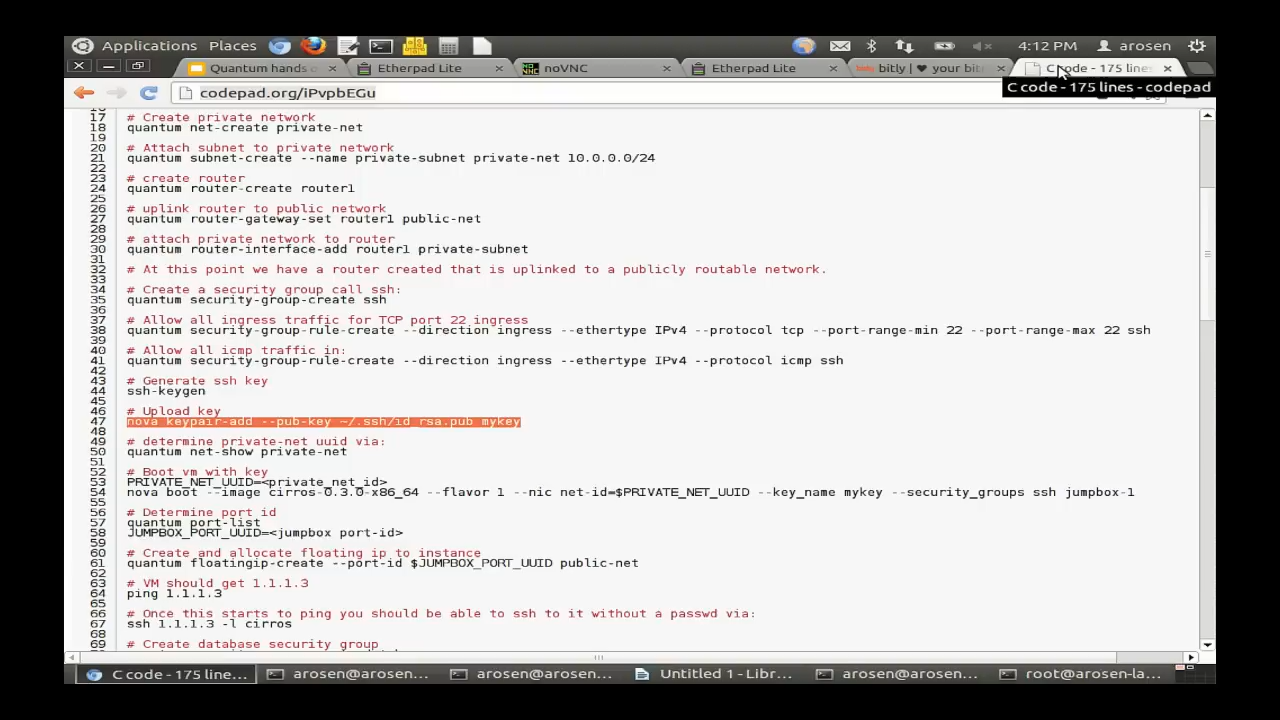 Applications Places 4:12 PM arosen
Quantum hands o × Etherpad Lite × noVNC × Etherpad Lite × bitly | ♥ your bit × C code - 175 lines ×
codepad.org/iPvpbEGu
C code - 175 lines - codepad
17 # Create private network
18 quantum net-create private-net
19
20 # Attach subnet to private network
21 quantum subnet-create --name private-subnet private-net 10.0.0.0/24
22
23 # create router
24 quantum router-create router1
25
26 # uplink router to public network
27 quantum router-gateway-set router1 public-net
28
29 # attach private network to router
30 quantum router-interface-add router1 private-subnet
31
32 # At this point we have a router created that is uplinked to a publicly routable network.
33
34 # Create a security group call ssh:
35 quantum security-group-create ssh
36
37 # Allow all ingress traffic for TCP port 22 ingress
38 quantum security-group-rule-create --direction ingress --ethertype IPv4 --protocol tcp --port-range-min 22 --port-range-max 22 ssh
39
40 # Allow all icmp traffic in:
41 quantum security-group-rule-create --direction ingress --ethertype IPv4 --protocol icmp ssh
42
43 # Generate ssh key
44 ssh-keygen
45
46 # Upload key
47 nova keypair-add --pub-key ~/.ssh/id_rsa.pub mykey
48
49 # determine private-net uuid via:
50 quantum net-show private-net
51
52 # Boot vm with key
53 PRIVATE_NET_UUID=<private_net_id>
54 nova boot --image cirros-0.3.0-x86_64 --flavor 1 --nic net-id=$PRIVATE_NET_UUID --key_name mykey --security_groups ssh jumpbox-1
55
56 # Determine port id
57 quantum port-list
58 JUMPBOX_PORT_UUID=<jumpbox port-id>
59
60 # Create and allocate floating ip to instance
61 quantum floatingip-create --port-id $JUMPBOX_PORT_UUID public-net
62
63 # VM should get 1.1.1.3
64 ping 1.1.1.3
65
66 # Once this starts to ping you should be able to ssh to it without a passwd via:
67 ssh 1.1.1.3 -l cirros
68
69 # Create database security group
C code - 175 line... arosen@arosen... arosen@arosen... Untitled 1 - Libr... arosen@arosen... root@arosen-la...